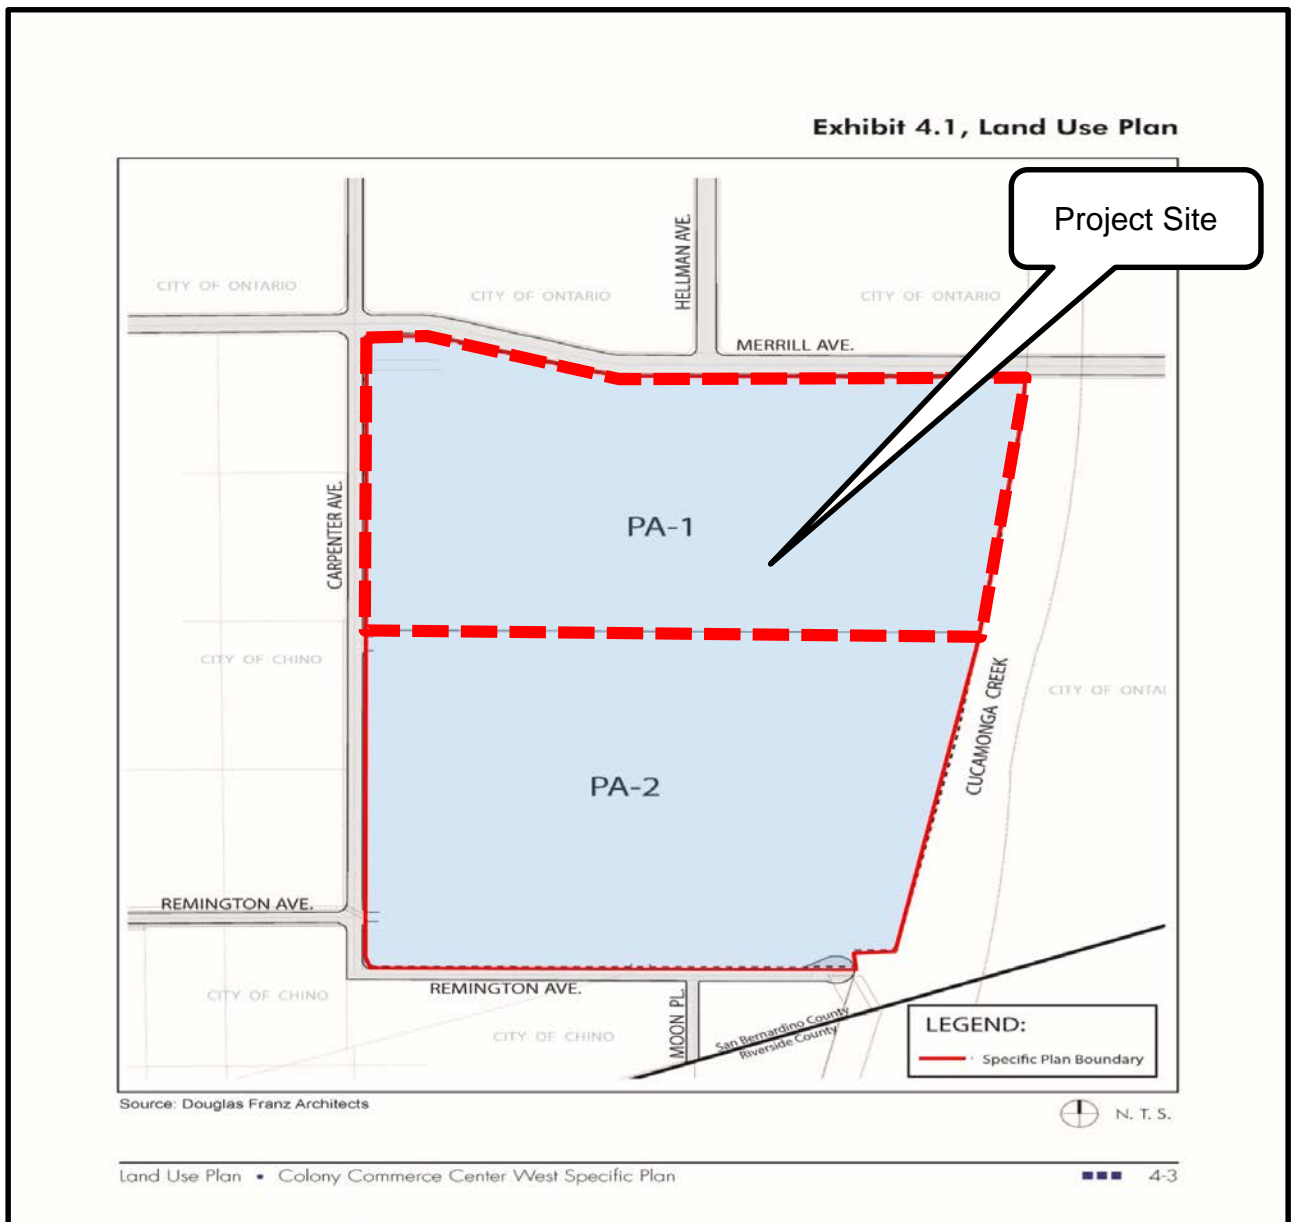 Exhibit 4.1, Land Use Plan
Project Site
HELLMAN AVE.
CITY OF ONTARIO
CITY OF ONTARIO
CITY OF ONTARIO
MERRILL AVE.
CARPENTER AVE.
PA-1
CITY OF CHINO
CUCAMONGA CREEK
CITY OF ONTAI
PA-2
REMINGTON AVE.
CITY OF CHINO
REMINGTON AVE.
MOON PL.
CITY OF CHINO
San Bernardino County
Riverside County
LEGEND:
Specific Plan Boundary
Source: Douglas Franz Architects
N. T. S.
Land Use Plan • Colony Commerce Center West Specific Plan
4-3